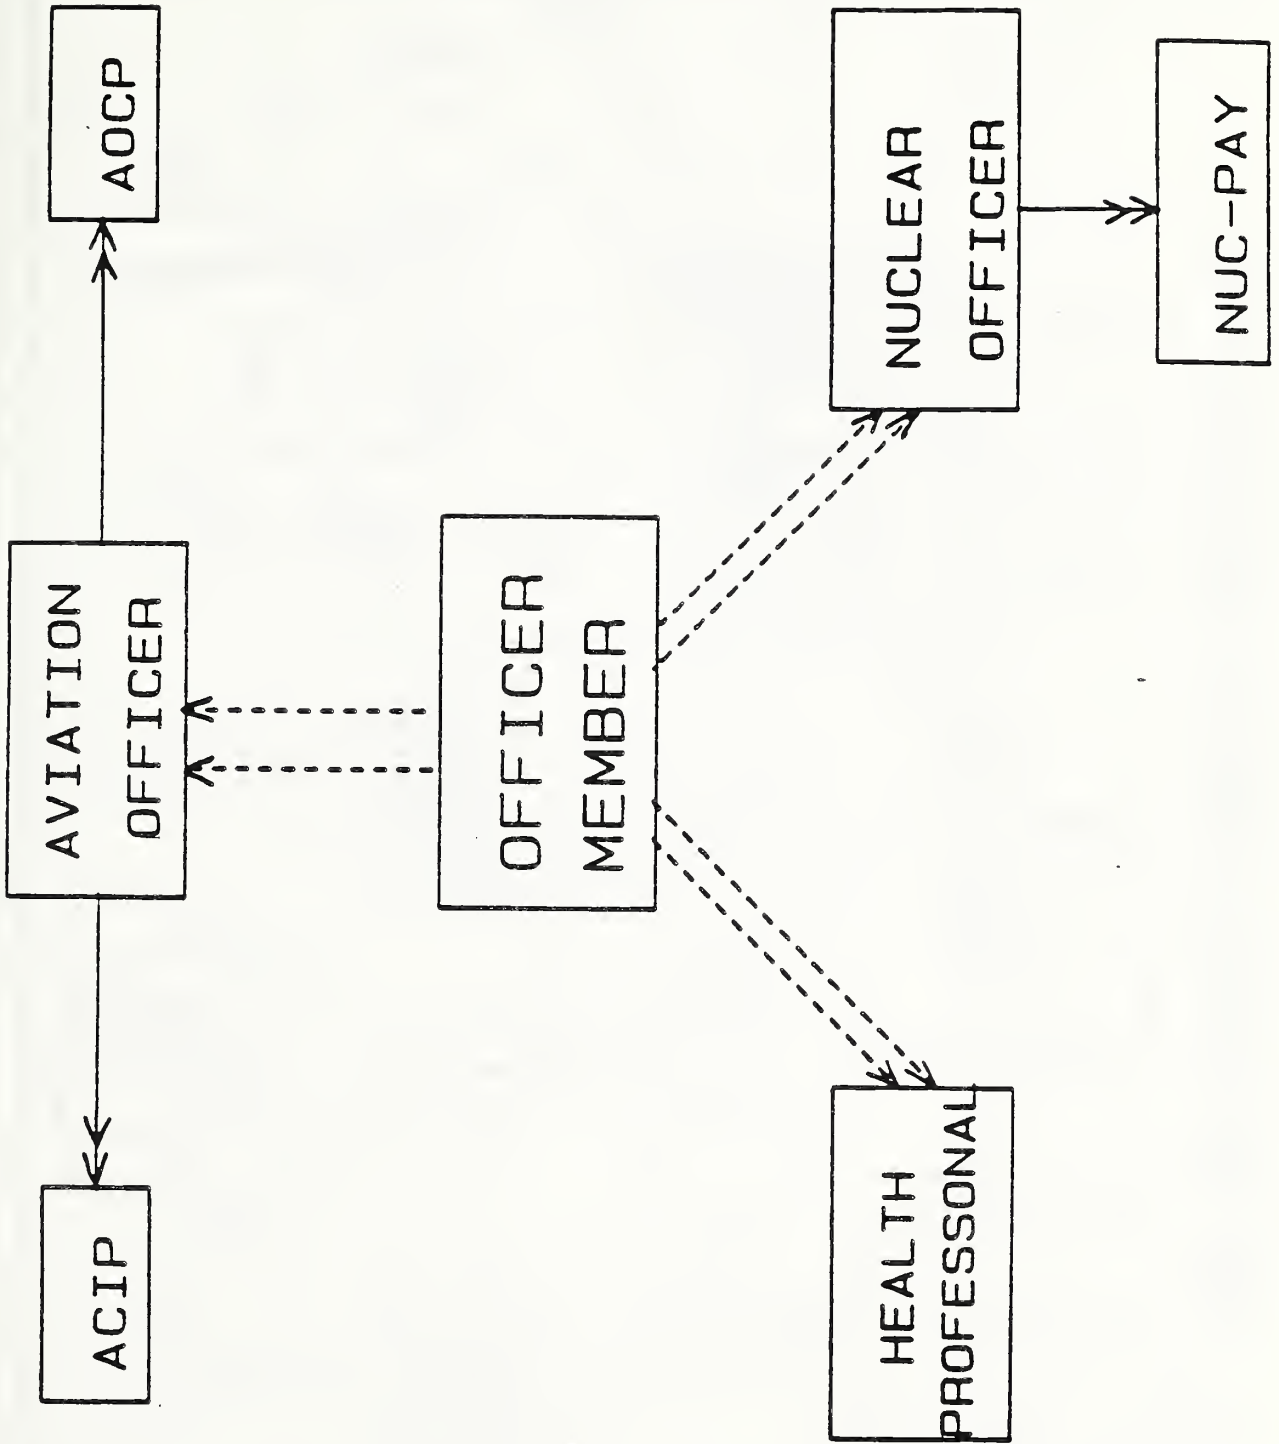 ACIP
AVIATION
OFFICER
AOCP
OFFICER
MEMBER
HEALTH
PROFESSONAL
NUCLEAR
OFFICER
NUC-PAY